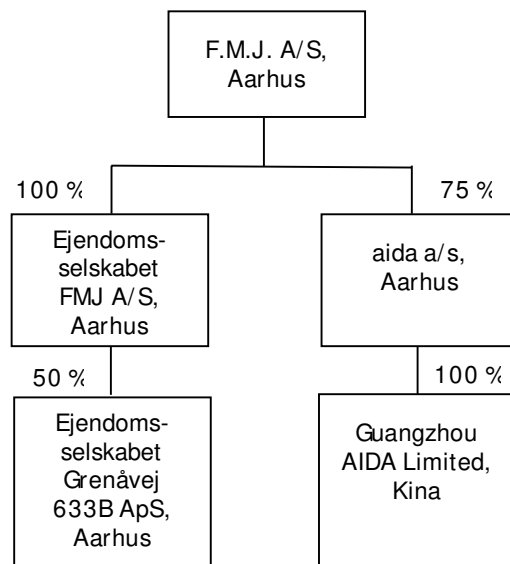 F.M.J. A/S,
Aarhus
100 %
75 %
Ejendoms-
selskabet
FMJ A/S,
Aarhus
aida a/s,
Aarhus
50 %
100 %
Ejendoms-
selskabet
Grenåvej
633B ApS,
Aarhus
Guangzhou
AIDA Limited,
Kina